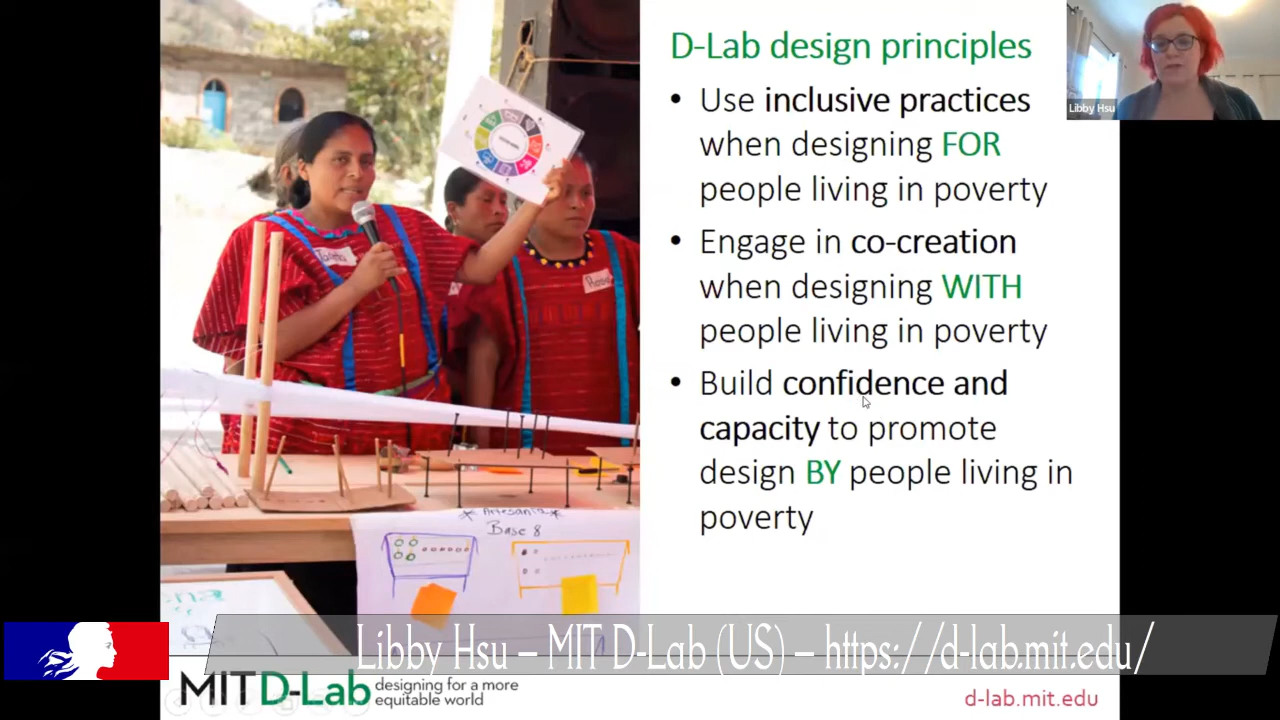 D-Lab design principles
• Use inclusive practices
when designing FOR
people living in poverty
• Engage in co-creation
when designing WITH
people living in poverty
• Build confidence and
capacity to promote
design BY people living in
poverty
Libby Hsu
Artesania
Base 8
Libby Hsu – MIT D-Lab (US) – https://d-lab.mit.edu/
MIT D-Lab
designing for a more
equitable world
d-lab.mit.edu